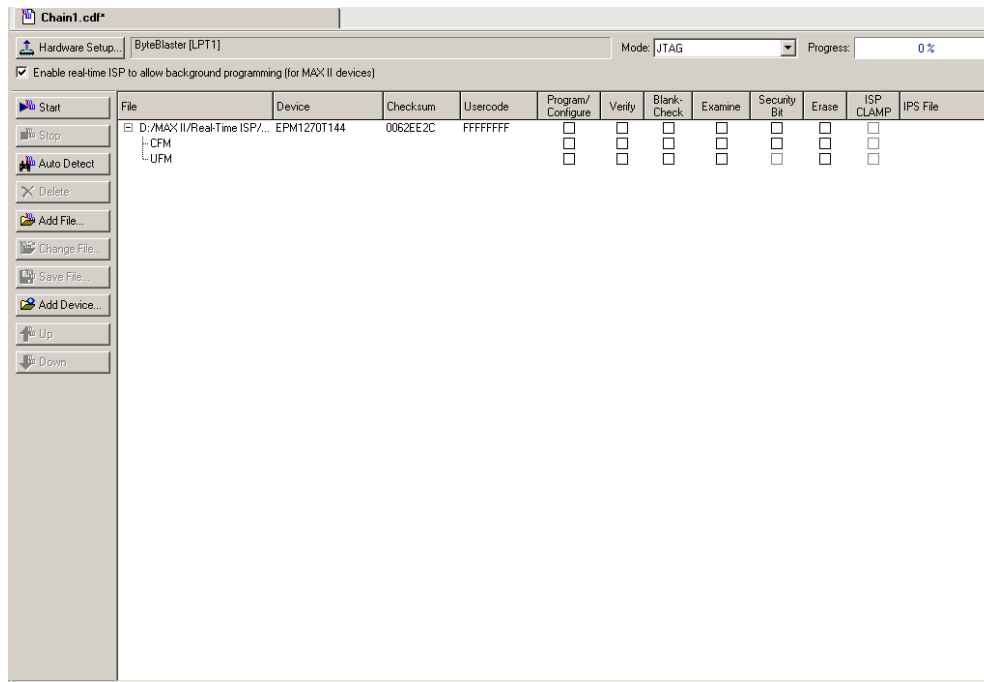 Chain1.cdf*
Hardware Setup... ByteBlaster [LPT1] Mode: JTAG Progress: 0 %
Enable real-time ISP to allow background programming (for MAX II devices)
Start
Stop
Auto Detect
Delete
Add File...
Change File...
Save File...
Add Device...
Up
Down
File Device Checksum Usercode Program/ Configure Verify Blank- Check Examine Security Bit Erase ISP CLAMP IPS File
D:/MAX II/Real-Time ISP/... EPM1270T144 0062EE2C FFFFFFFF
CFM
UFM